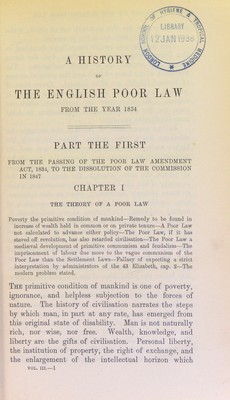 LONDON SCHOOL OF HYGIENE & TROPICAL MEDICINE
LIBRARY
12 JAN 1938
A HISTORY
OF
THE ENGLISH POOR LAW
FROM THE YEAR 1834
PART THE FIRST
FROM THE PASSING OF THE POOR LAW AMENDMENT
ACT, 1834, TO THE DISSOLUTION OF THE COMMISSION
IN 1847
CHAPTER I
THE THEORY OF A POOR LAW
Poverty the primitive condition of mankind—Remedy to be found in
increase of wealth held in common or on private tenure—A Poor Law
not calculated to advance either policy—The Poor Law, if it has
staved off revolution, has also retarded civilisation—The Poor Law a
mediaeval development of primitive communism and feudalism—The
imprisonment of labour due more to the vague communism of the
Poor Law than the Settlement Laws—Fallacy of expecting a strict
interpretation by administrators of the 43 Elizabeth, cap. 2—The
modern problem stated.
THE primitive condition of mankind is one of poverty,
ignorance, and helpless subjection to the forces of
nature. The history of civilisation narrates the steps
by which man, in part at any rate, has emerged from
this original state of disability. Man is not naturally
rich, nor wise, nor free. Wealth, knowledge, and
liberty are the gifts of civilisation. Personal liberty,
the institution of property, the right of exchange, and
the enlargement of the intellectual horizon which
VOL. III.—1